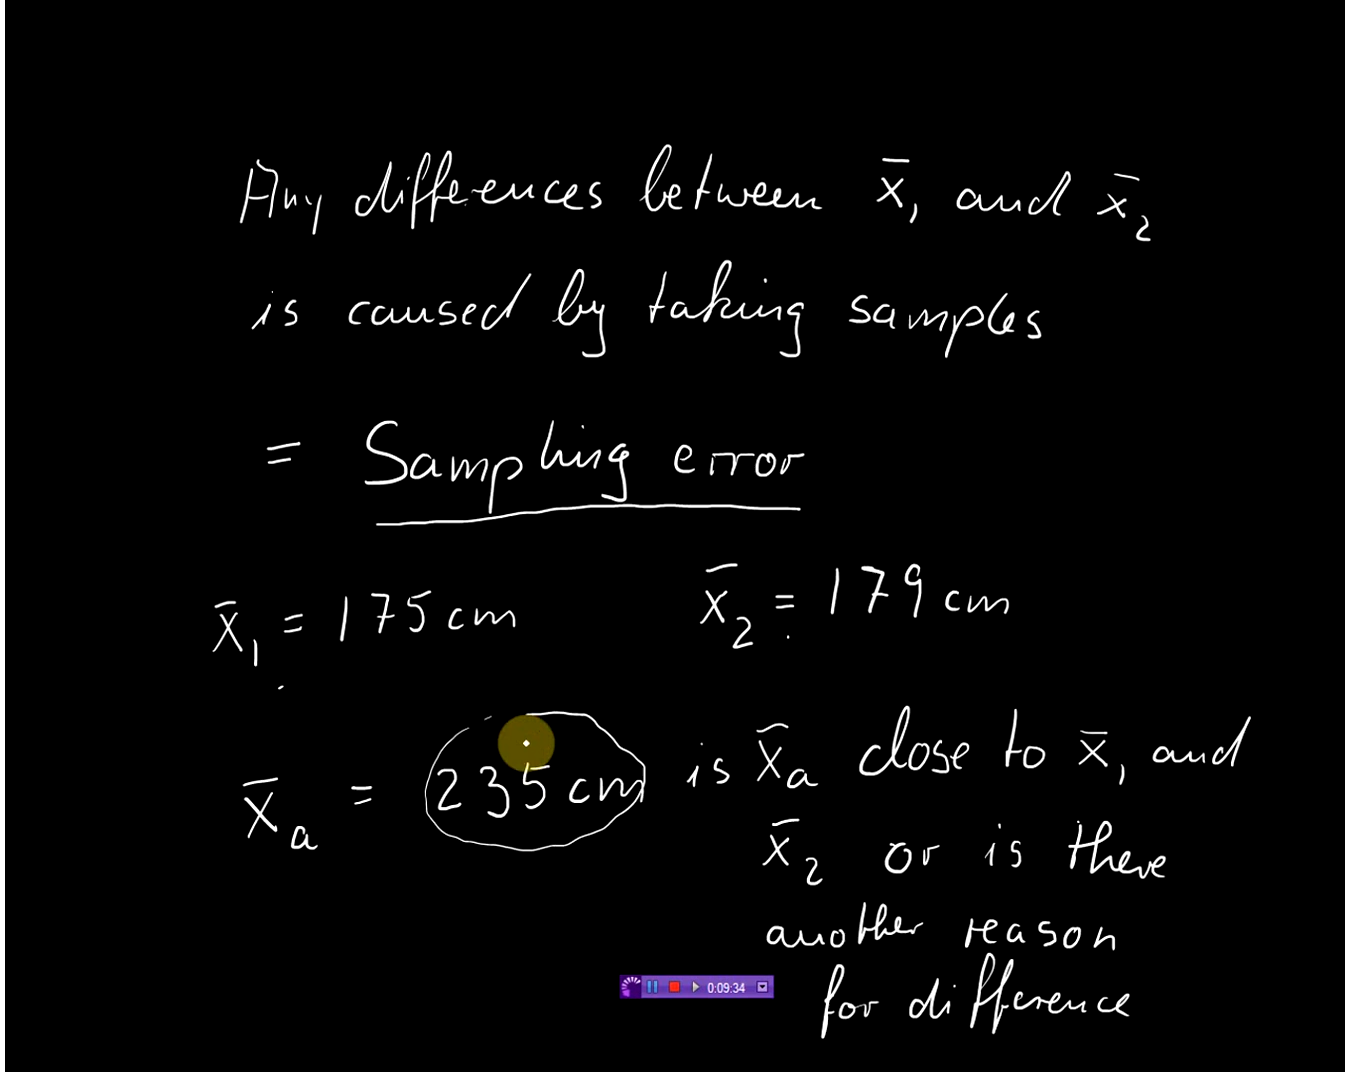 Any differences between x̄₁ and x̄₂
is caused by taking samples
= Sampling error
x̄₁ = 175 cm x̄₂ = 179 cm
x̄ₐ = 235 cm is x̄ₐ close to x̄₁ and
x̄₂ or is there
another reason
for difference
0:09:34